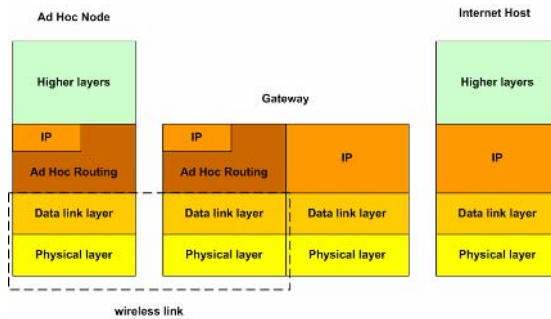 Ad Hoc Node
Internet Host
Gateway
Higher layers
Higher layers
IP
IP
IP
IP
Ad Hoc Routing
Ad Hoc Routing
Data link layer
Data link layer
Data link layer
Data link layer
Physical layer
Physical layer
Physical layer
Physical layer
wireless link